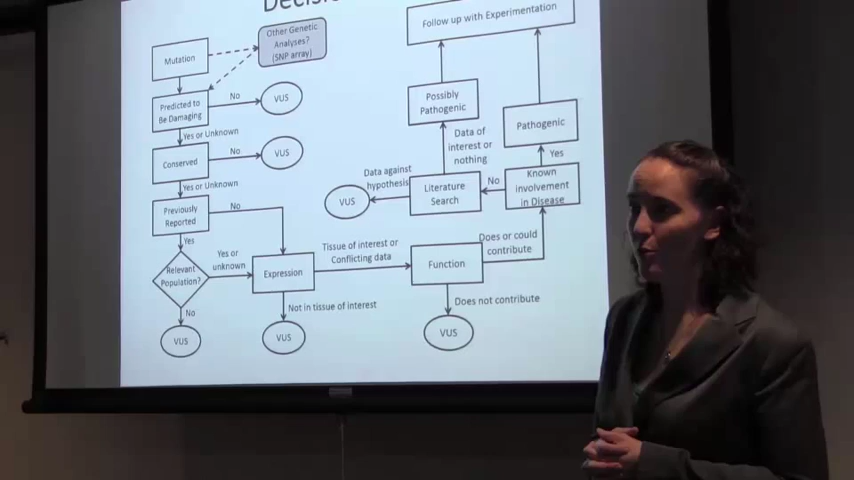 Mutation
Other Genetic
Analyses?
(SNP array)
Predicted to
Be Damaging
No
VUS
Yes or Unknown
Conserved
No
VUS
Yes or Unknown
Previously
Reported
No
Yes
Relevant
Population?
Yes or
unknown
No
VUS
Expression
Not in tissue of interest
VUS
Tissue of interest or
Conflicting data
Function
Does not contribute
VUS
Does or could
contribute
Known
involvement
in Disease
Yes
Pathogenic
No
Literature
Search
Data against
hypothesis
VUS
Data of
interest or
nothing
Possibly
Pathogenic
Follow up with Experimentation